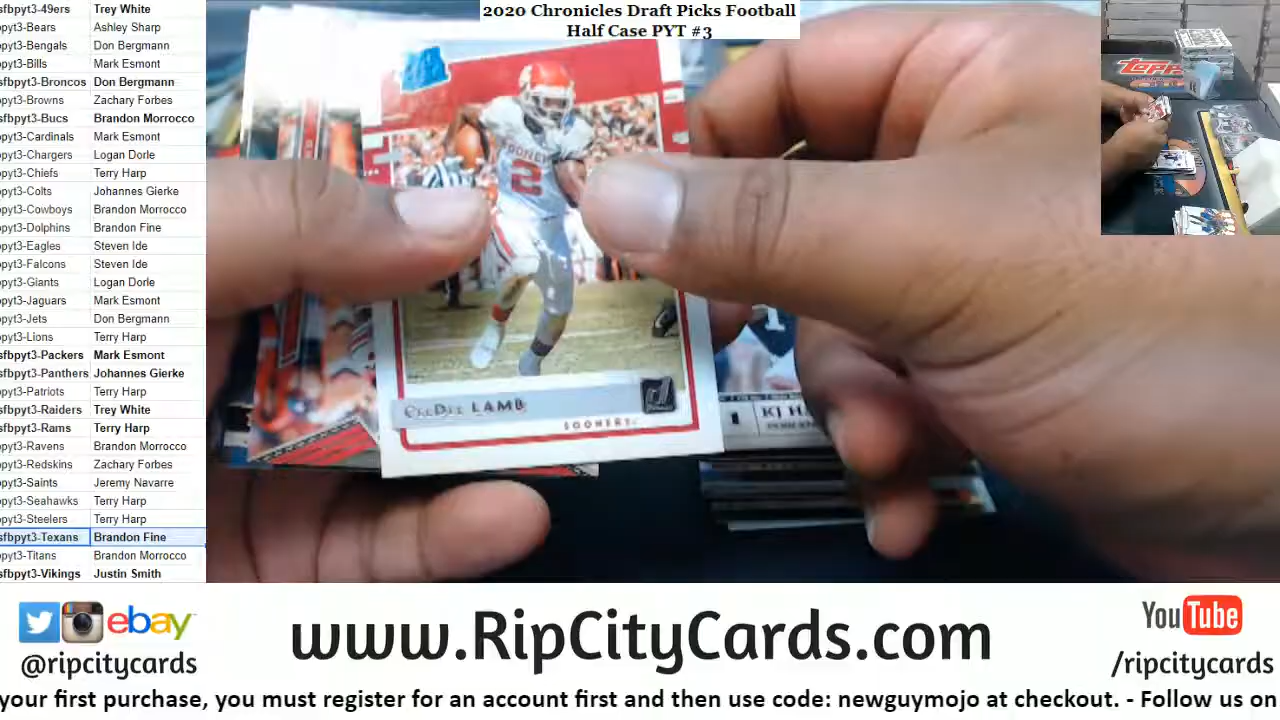 2020 Chronicles Draft Picks Football
Half Case PYT #3
sfbpyt3-49ers Trey White
pyt3-Bears Ashley Sharp
pyt3-Bengals Don Bergmann
pyt3-Bills Mark Esmont
sfbpyt3-Broncos Don Bergmann
pyt3-Browns Zachary Forbes
sfbpyt3-Bucs Brandon Morrocco
pyt3-Cardinals Mark Esmont
pyt3-Chargers Logan Dorle
pyt3-Chiefs Terry Harp
pyt3-Colts Johannes Gierke
pyt3-Cowboys Brandon Morrocco
pyt3-Dolphins Brandon Fine
pyt3-Eagles Steven Ide
pyt3-Falcons Steven Ide
pyt3-Giants Logan Dorle
pyt3-Jaguars Mark Esmont
pyt3-Jets Don Bergmann
pyt3-Lions Terry Harp
sfbpyt3-Packers Mark Esmont
sfbpyt3-Panthers Johannes Gierke
pyt3-Patriots Terry Harp
sfbpyt3-Raiders Trey White
sfbpyt3-Rams Terry Harp
pyt3-Ravens Brandon Morrocco
pyt3-Redskins Zachary Forbes
pyt3-Saints Jeremy Navarre
pyt3-Seahawks Terry Harp
pyt3-Steelers Terry Harp
sfbpyt3-Texans Brandon Fine
pyt3-Titans Brandon Morrocco
sfbpyt3-Vikings Justin Smith
2
CeeDee LAMB
SOONERS
1 KJ
Topps
ebay
@ripcitycards
www.RipCityCards.com
YouTube
/ripcitycards
your first purchase, you must register for an account first and then use code: newguymojo at checkout. - Follow us on